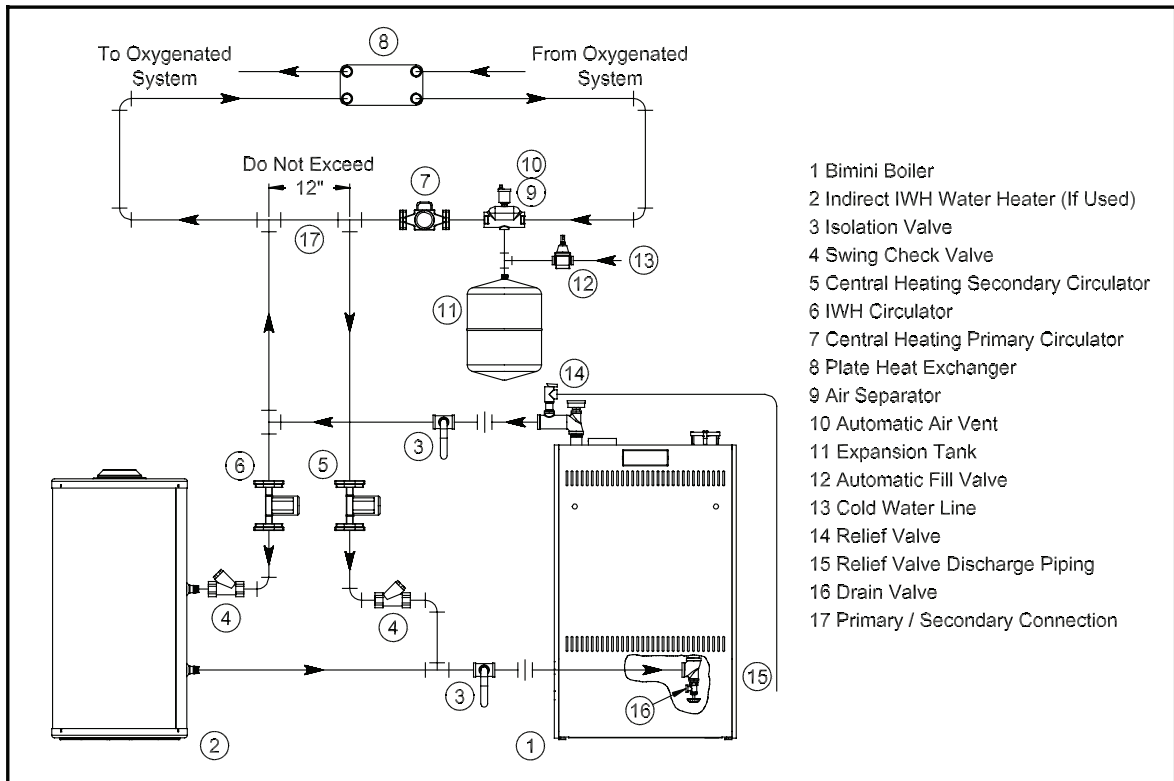 To Oxygenated
System
8
From Oxygenated
System
Do Not Exceed
12"
17
7
10
9
13
12
11
14
3
6
5
4
4
3
16
15
2
1
1 Bimini Boiler
2 Indirect IWH Water Heater (If Used)
3 Isolation Valve
4 Swing Check Valve
5 Central Heating Secondary Circulator
6 IWH Circulator
7 Central Heating Primary Circulator
8 Plate Heat Exchanger
9 Air Separator
10 Automatic Air Vent
11 Expansion Tank
12 Automatic Fill Valve
13 Cold Water Line
14 Relief Valve
15 Relief Valve Discharge Piping
16 Drain Valve
17 Primary / Secondary Connection